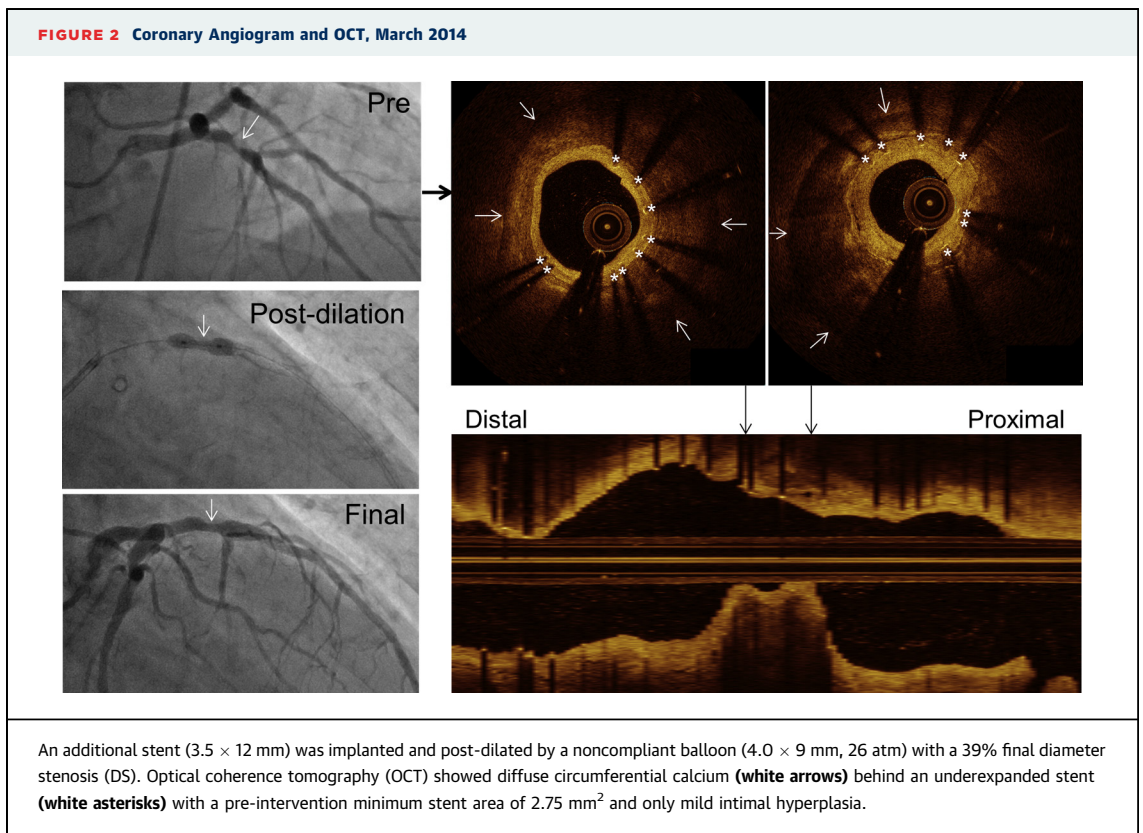 FIGURE 2 Coronary Angiogram and OCT, March 2014
Pre
Post-dilation
Final
Distal
Proximal
An additional stent (3.5 × 12 mm) was implanted and post-dilated by a noncompliant balloon (4.0 × 9 mm, 26 atm) with a 39% final diameter
stenosis (DS). Optical coherence tomography (OCT) showed diffuse circumferential calcium (white arrows) behind an underexpanded stent
(white asterisks) with a pre-intervention minimum stent area of 2.75 mm² and only mild intimal hyperplasia.